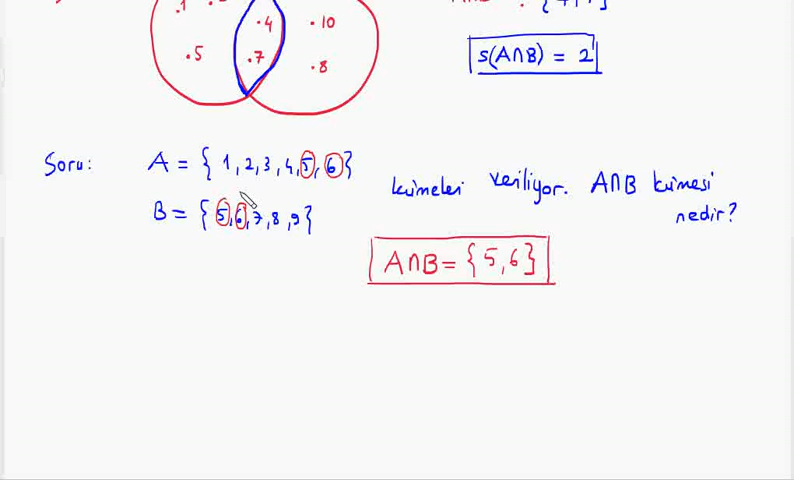 .1
.4 .10
.5 .7 .8
s(A∩B) = 2
Soru: A = { 1, 2, 3, 4, 5, 6 }
B = { 5, 6, 7, 8, 9 }
kümeleri veriliyor. A∩B kümesi
nedir?
A∩B = { 5, 6 }